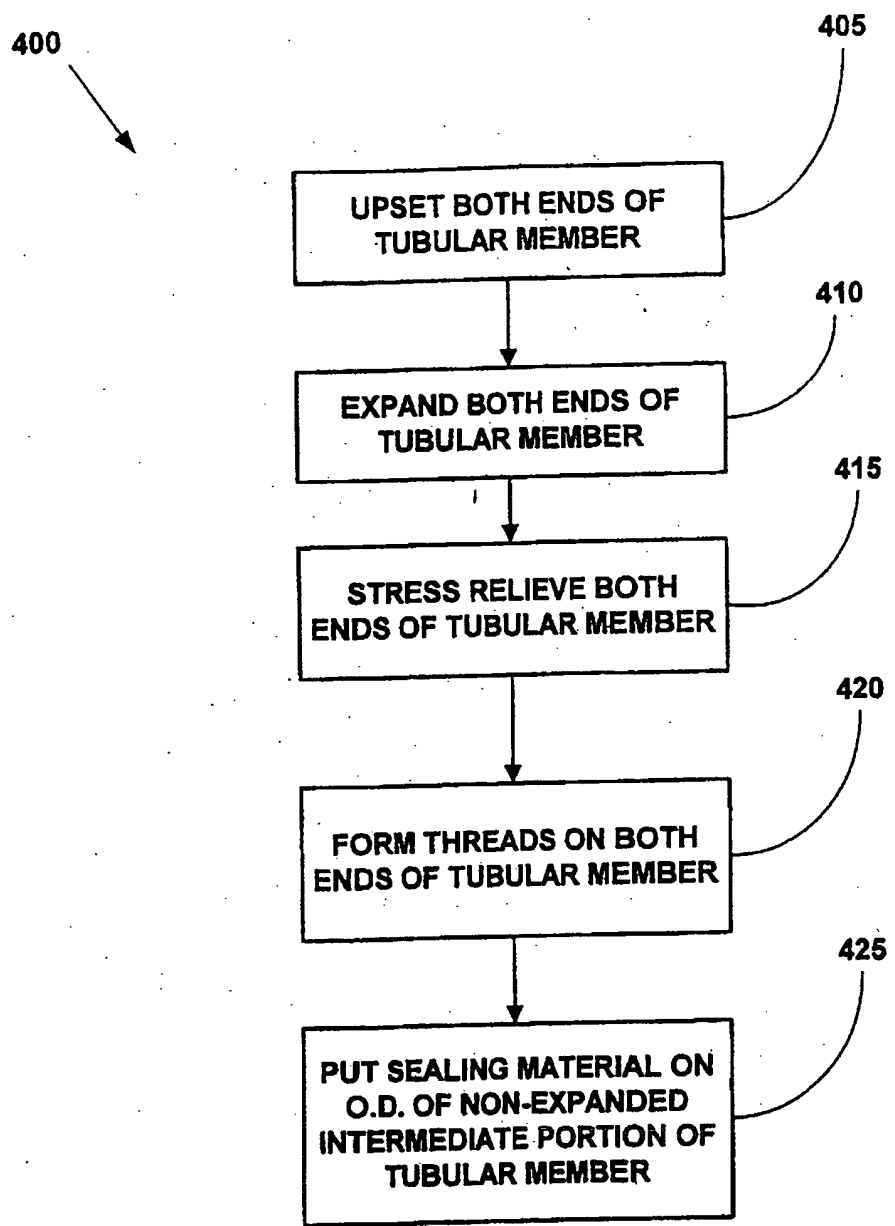 400
405
UPSET BOTH ENDS OF
TUBULAR MEMBER
410
EXPAND BOTH ENDS OF
TUBULAR MEMBER
415
STRESS RELIEVE BOTH
ENDS OF TUBULAR MEMBER
420
FORM THREADS ON BOTH
ENDS OF TUBULAR MEMBER
425
PUT SEALING MATERIAL ON
O.D. OF NON-EXPANDED
INTERMEDIATE PORTION OF
TUBULAR MEMBER